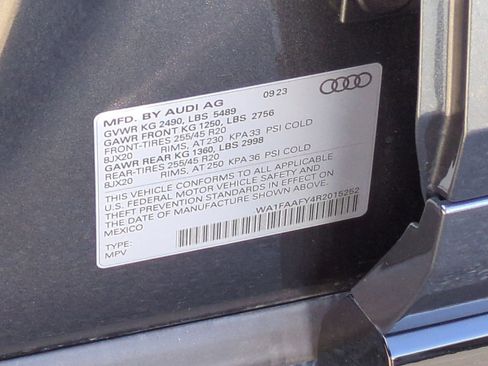 MFD. BY AUDI AG 09 23
GVWR KG 2490, LBS 5489
GAWR FRONT KG 1250, LBS 2756
FRONT-TIRES 255/45 R20
8JX20 RIMS, AT 230 KPA 33 PSI COLD
GAWR REAR KG 1360, LBS 2998
REAR-TIRES 255/45 R20
8JX20 RIMS, AT 250 KPA 36 PSI COLD
THIS VEHICLE CONFORMS TO ALL APPLICABLE
U.S. FEDERAL MOTOR VEHICLE SAFETY AND
THEFT PREVENTION STANDARDS IN EFFECT ON
THE DATE OF MANUFACTURE SHOWN ABOVE.
MEXICO
WA1FAAFY4R2015252
TYPE:
MPV